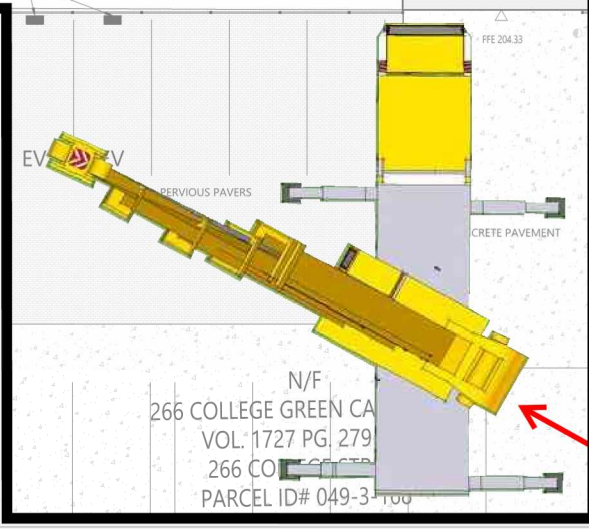 FFE 204.33
EV
V
PERVIOUS PAVERS
CRETE PAVEMENT
N/F
266 COLLEGE GREEN CA
VOL. 1727 PG. 279
266 CO
PARCEL ID# 049-3-